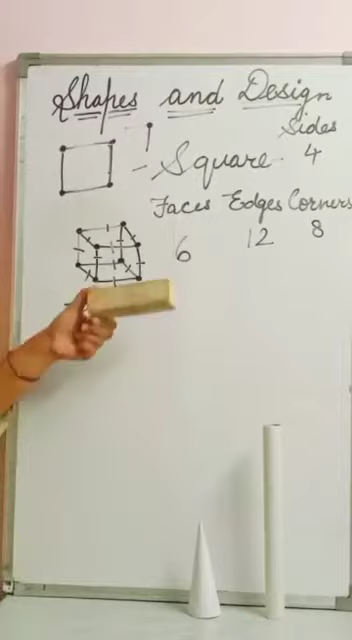 Shapes and Design
Sides
Square 4
Faces Edges Corners
6 12 8